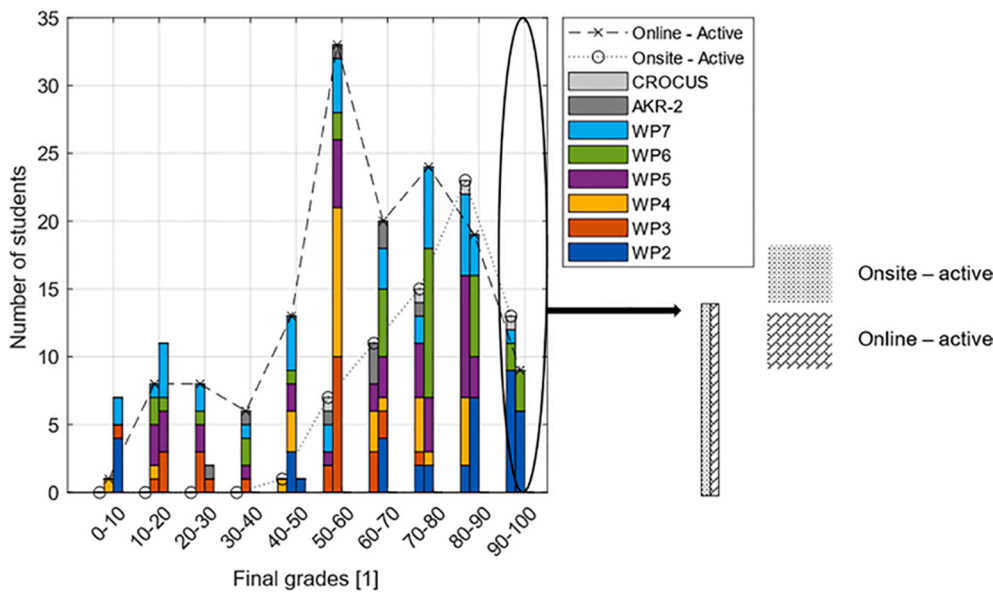 35
30
25
20
15
10
5
0
Number of students
0-10
10-20
20-30
30-40
40-50
50-60
60-70
70-80
80-90
90-100
Final grades [1]
Online - Active
Onsite - Active
CROCUS
AKR-2
WP7
WP6
WP5
WP4
WP3
WP2
Onsite – active
Online – active